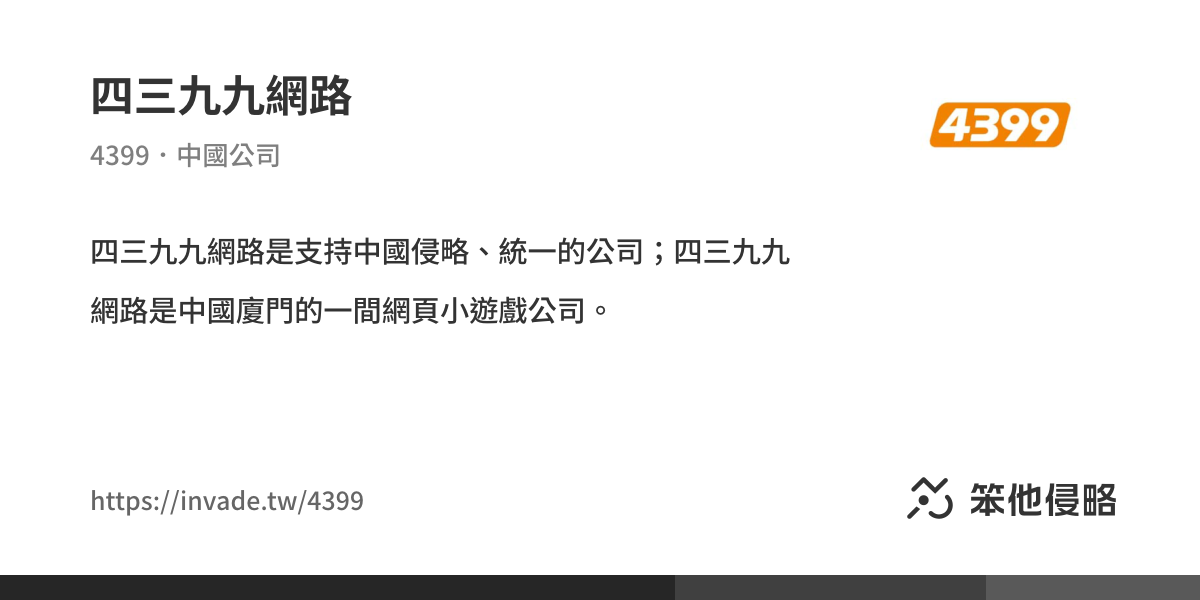 四三九九網路
4399
4399・中國公司
四三九九網路是支持中國侵略、統一的公司；四三九九
網路是中國廈門的一間網頁小遊戲公司。
https://invade.tw/4399
笨他侵略